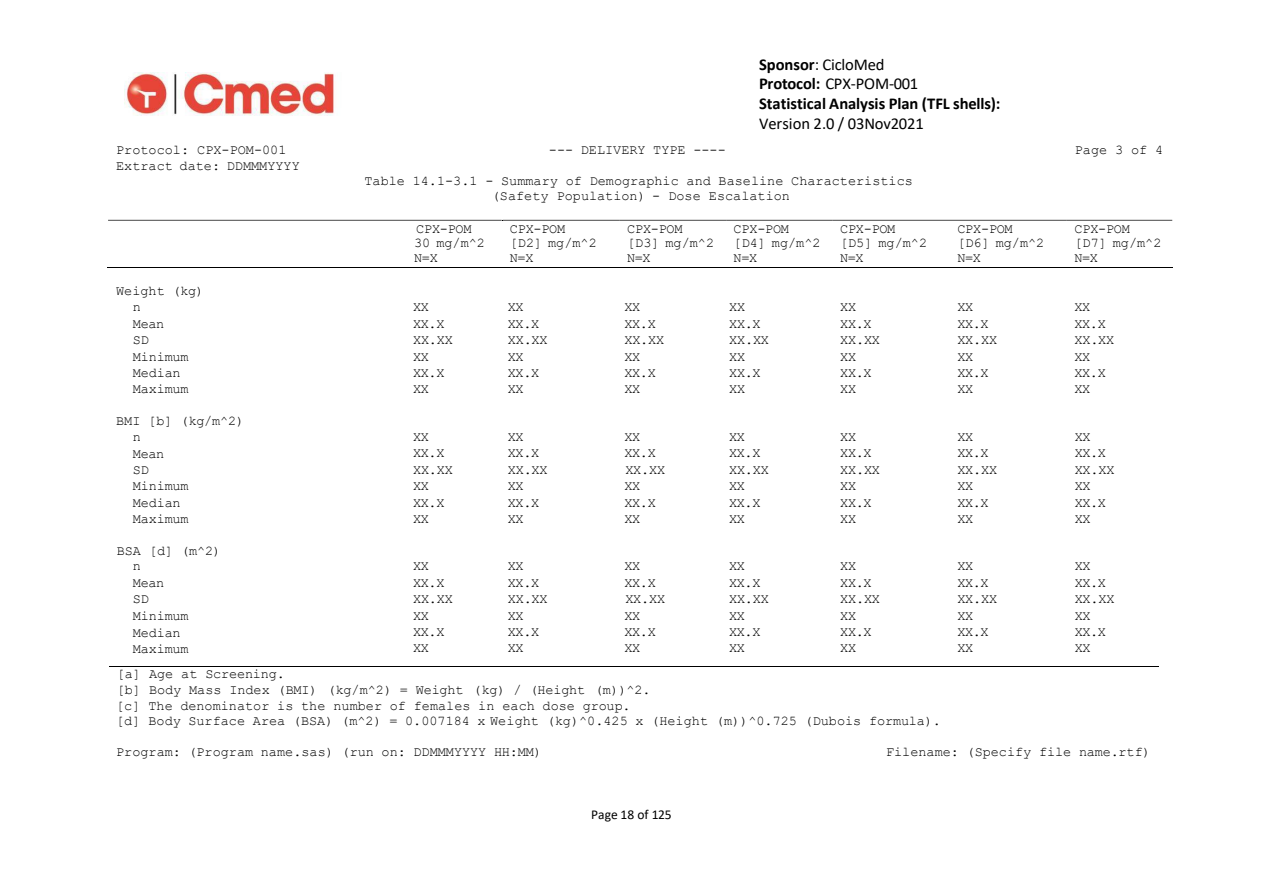 Cmed
Sponsor: CicloMed
Protocol: CPX-POM-001
Statistical Analysis Plan (TFL shells):
Version 2.0 / 03Nov2021
Protocol: CPX-POM-001 --- DELIVERY TYPE ---- Page 3 of 4
Extract date: DDMMMYYYY
Table 14.1-3.1 - Summary of Demographic and Baseline Characteristics
(Safety Population) - Dose Escalation
CPX-POM CPX-POM CPX-POM CPX-POM CPX-POM CPX-POM CPX-POM
30 mg/m^2 [D2] mg/m^2 [D3] mg/m^2 [D4] mg/m^2 [D5] mg/m^2 [D6] mg/m^2 [D7] mg/m^2
N=X N=X N=X N=X N=X N=X N=X
Weight (kg)
n XX XX XX XX XX XX XX
Mean XX.X XX.X XX.X XX.X XX.X XX.X XX.X
SD XX.XX XX.XX XX.XX XX.XX XX.XX XX.XX XX.XX
Minimum XX XX XX XX XX XX XX
Median XX.X XX.X XX.X XX.X XX.X XX.X XX.X
Maximum XX XX XX XX XX XX XX
BMI [b] (kg/m^2)
n XX XX XX XX XX XX XX
Mean XX.X XX.X XX.X XX.X XX.X XX.X XX.X
SD XX.XX XX.XX XX.XX XX.XX XX.XX XX.XX XX.XX
Minimum XX XX XX XX XX XX XX
Median XX.X XX.X XX.X XX.X XX.X XX.X XX.X
Maximum XX XX XX XX XX XX XX
BSA [d] (m^2)
n XX XX XX XX XX XX XX
Mean XX.X XX.X XX.X XX.X XX.X XX.X XX.X
SD XX.XX XX.XX XX.XX XX.XX XX.XX XX.XX XX.XX
Minimum XX XX XX XX XX XX XX
Median XX.X XX.X XX.X XX.X XX.X XX.X XX.X
Maximum XX XX XX XX XX XX XX
[a] Age at Screening.
[b] Body Mass Index (BMI) (kg/m^2) = Weight (kg) / (Height (m))^2.
[c] The denominator is the number of females in each dose group.
[d] Body Surface Area (BSA) (m^2) = 0.007184 x Weight (kg)^0.425 x (Height (m))^0.725 (Dubois formula).
Program: (Program name.sas) (run on: DDMMMYYYY HH:MM) Filename: (Specify file name.rtf)
Page 18 of 125